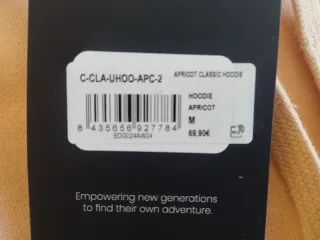 C-CLA-UHOO-APC-2
APRICOT CLASSIC HOODIE
HOODIE
APRICOT
M
69,90€
8 435656 927784
BDI0024AW24
Empowering new generations
to find their own adventure.